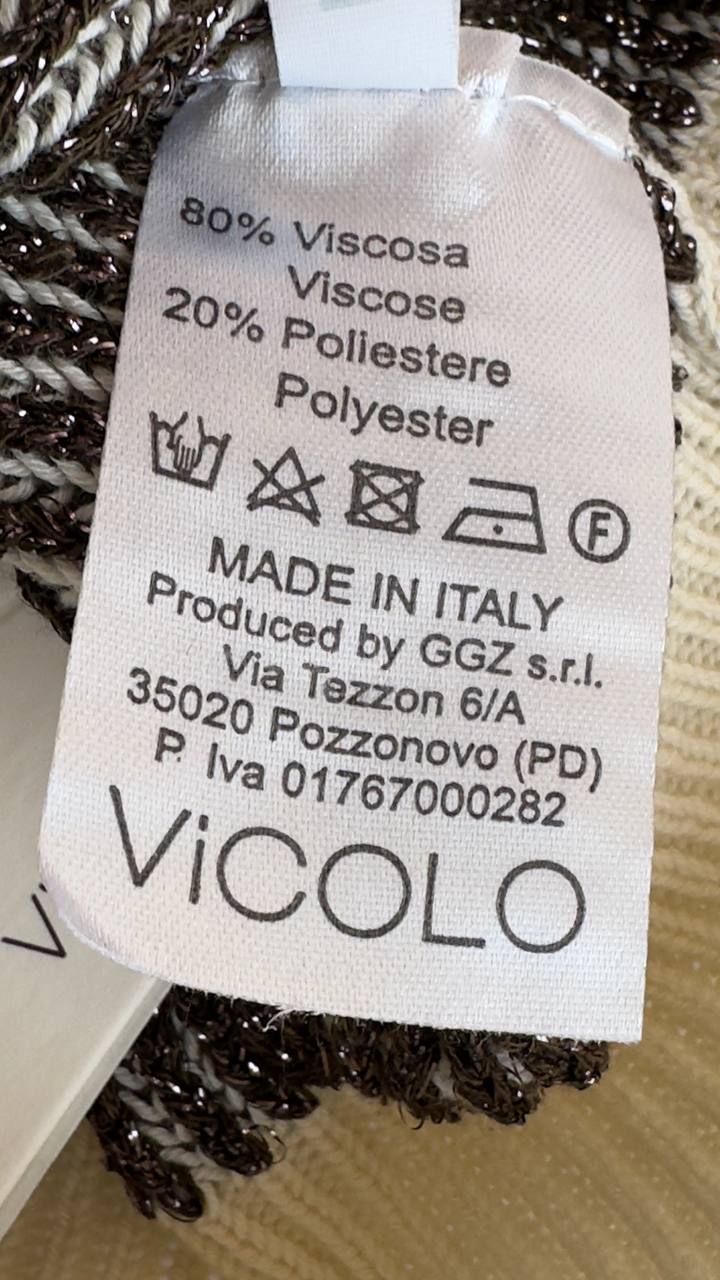 80% Viscosa
Viscose
20% Poliestere
Polyester
F
MADE IN ITALY
Produced by GGZ s.r.l.
Via Tezzon 6/A
35020 Pozzonovo (PD)
P. Iva 01767000282
ViCOLO
Vi